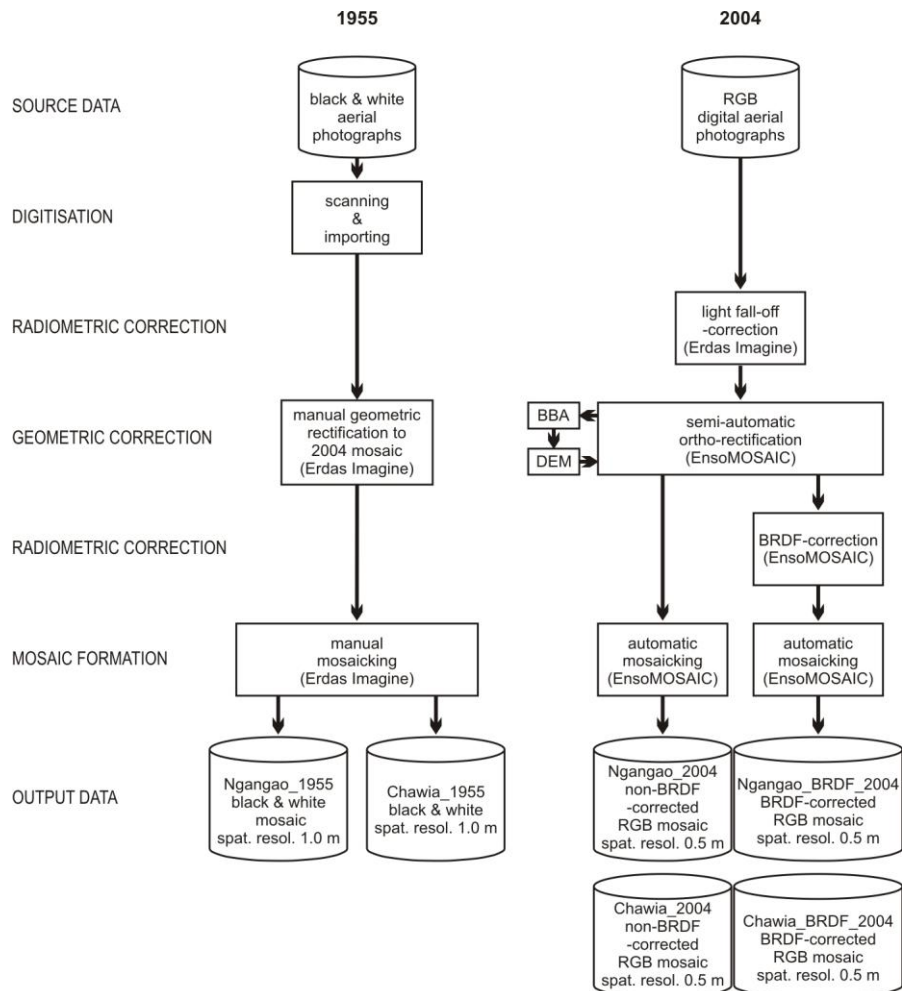 1955
2004
SOURCE DATA
black & white
aerial
photographs
RGB
digital aerial
photographs
DIGITISATION
scanning
&
importing
RADIOMETRIC CORRECTION
light fall-off
-correction
(Erdas Imagine)
GEOMETRIC CORRECTION
manual geometric
rectification to
2004 mosaic
(Erdas Imagine)
BBA
DEM
semi-automatic
ortho-rectification
(EnsoMOSAIC)
RADIOMETRIC CORRECTION
BRDF-correction
(EnsoMOSAIC)
MOSAIC FORMATION
manual
mosaicking
(Erdas Imagine)
automatic
mosaicking
(EnsoMOSAIC)
automatic
mosaicking
(EnsoMOSAIC)
OUTPUT DATA
Ngangao_1955
black & white
mosaic
spat. resol. 1.0 m
Chawia_1955
black & white
spat. resol. 1.0 m
Ngangao_2004
non-BRDF
-corrected
RGB mosaic
spat. resol. 0.5 m
Ngangao_BRDF_2004
BRDF-corrected
RGB mosaic
spat. resol. 0.5 m
Chawia_2004
non-BRDF
-corrected
RGB mosaic
spat. resol. 0.5 m
Chawia_BRDF_2004
BRDF-corrected
RGB mosaic
spat. resol. 0.5 m